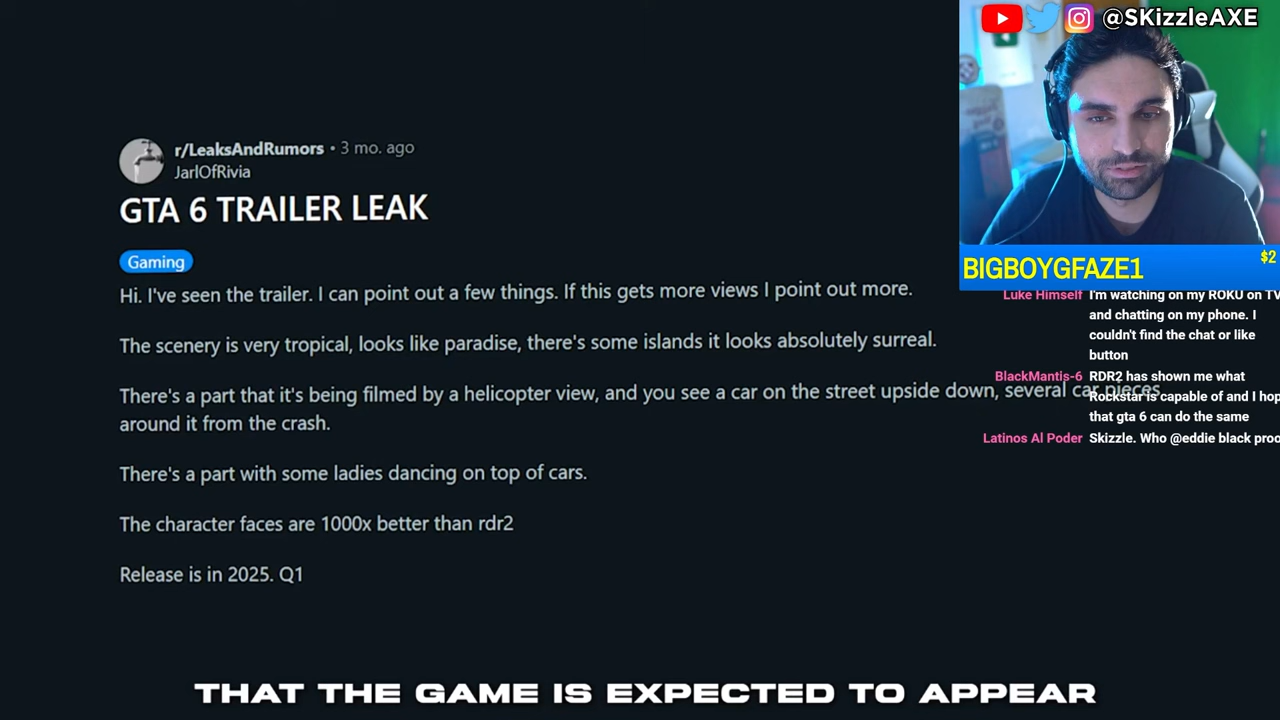 @SKizzleAXE
r/LeaksAndRumors • 3 mo. ago
JarlOfRivia
GTA 6 TRAILER LEAK
Gaming
Hi. I've seen the trailer. I can point out a few things. If this gets more views I point out more.
The scenery is very tropical, looks like paradise, there's some islands it looks absolutely surreal.
There's a part that it's being filmed by a helicopter view, and you see a car on the street upside down, several car pieces
around it from the crash.
There's a part with some ladies dancing on top of cars.
The character faces are 1000x better than rdr2
Release is in 2025. Q1
BIGBOYGFAZE1 $2
Luke Himself I'm watching on my ROKU on TV
and chatting on my phone. I
couldn't find the chat or like
button
BlackMantis-6 RDR2 has shown me what
Rockstar is capable of and I hop
that gta 6 can do the same
Latinos Al Poder Skizzle. Who @eddie black proo
THAT THE GAME IS EXPECTED TO APPEAR